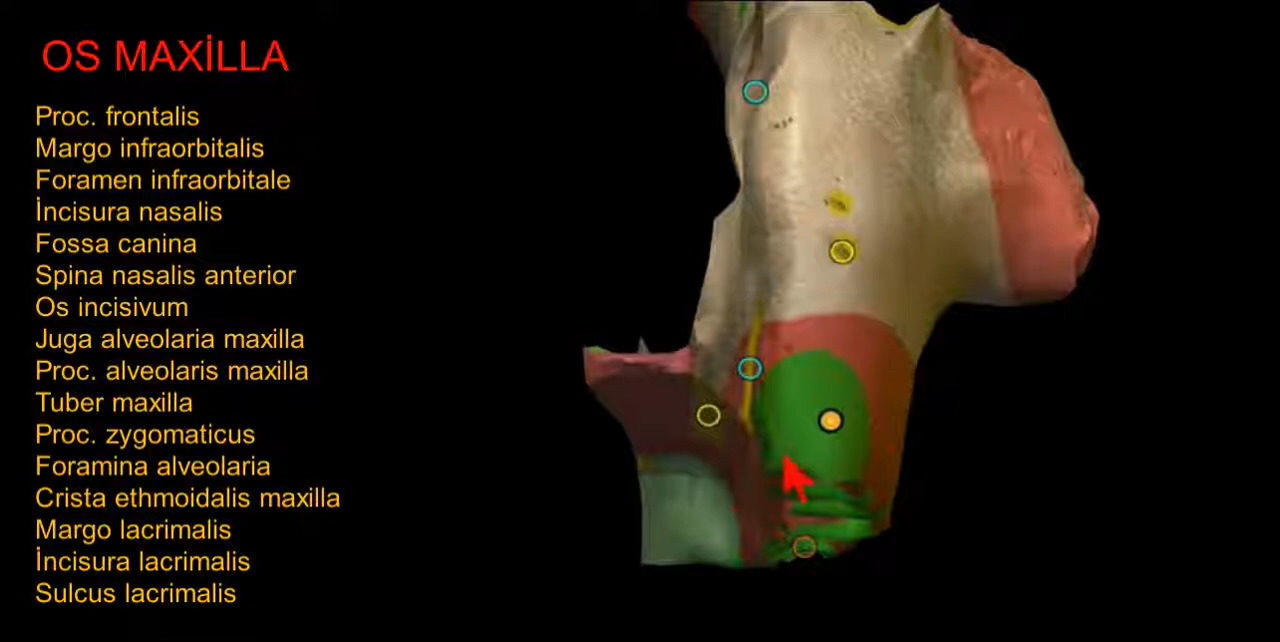 OS MAXİLLA
Proc. frontalis
Margo infraorbitalis
Foramen infraorbitale
İncisura nasalis
Fossa canina
Spina nasalis anterior
Os incisivum
Juga alveolaria maxilla
Proc. alveolaris maxilla
Tuber maxilla
Proc. zygomaticus
Foramina alveolaria
Crista ethmoidalis maxilla
Margo lacrimalis
İncisura lacrimalis
Sulcus lacrimalis